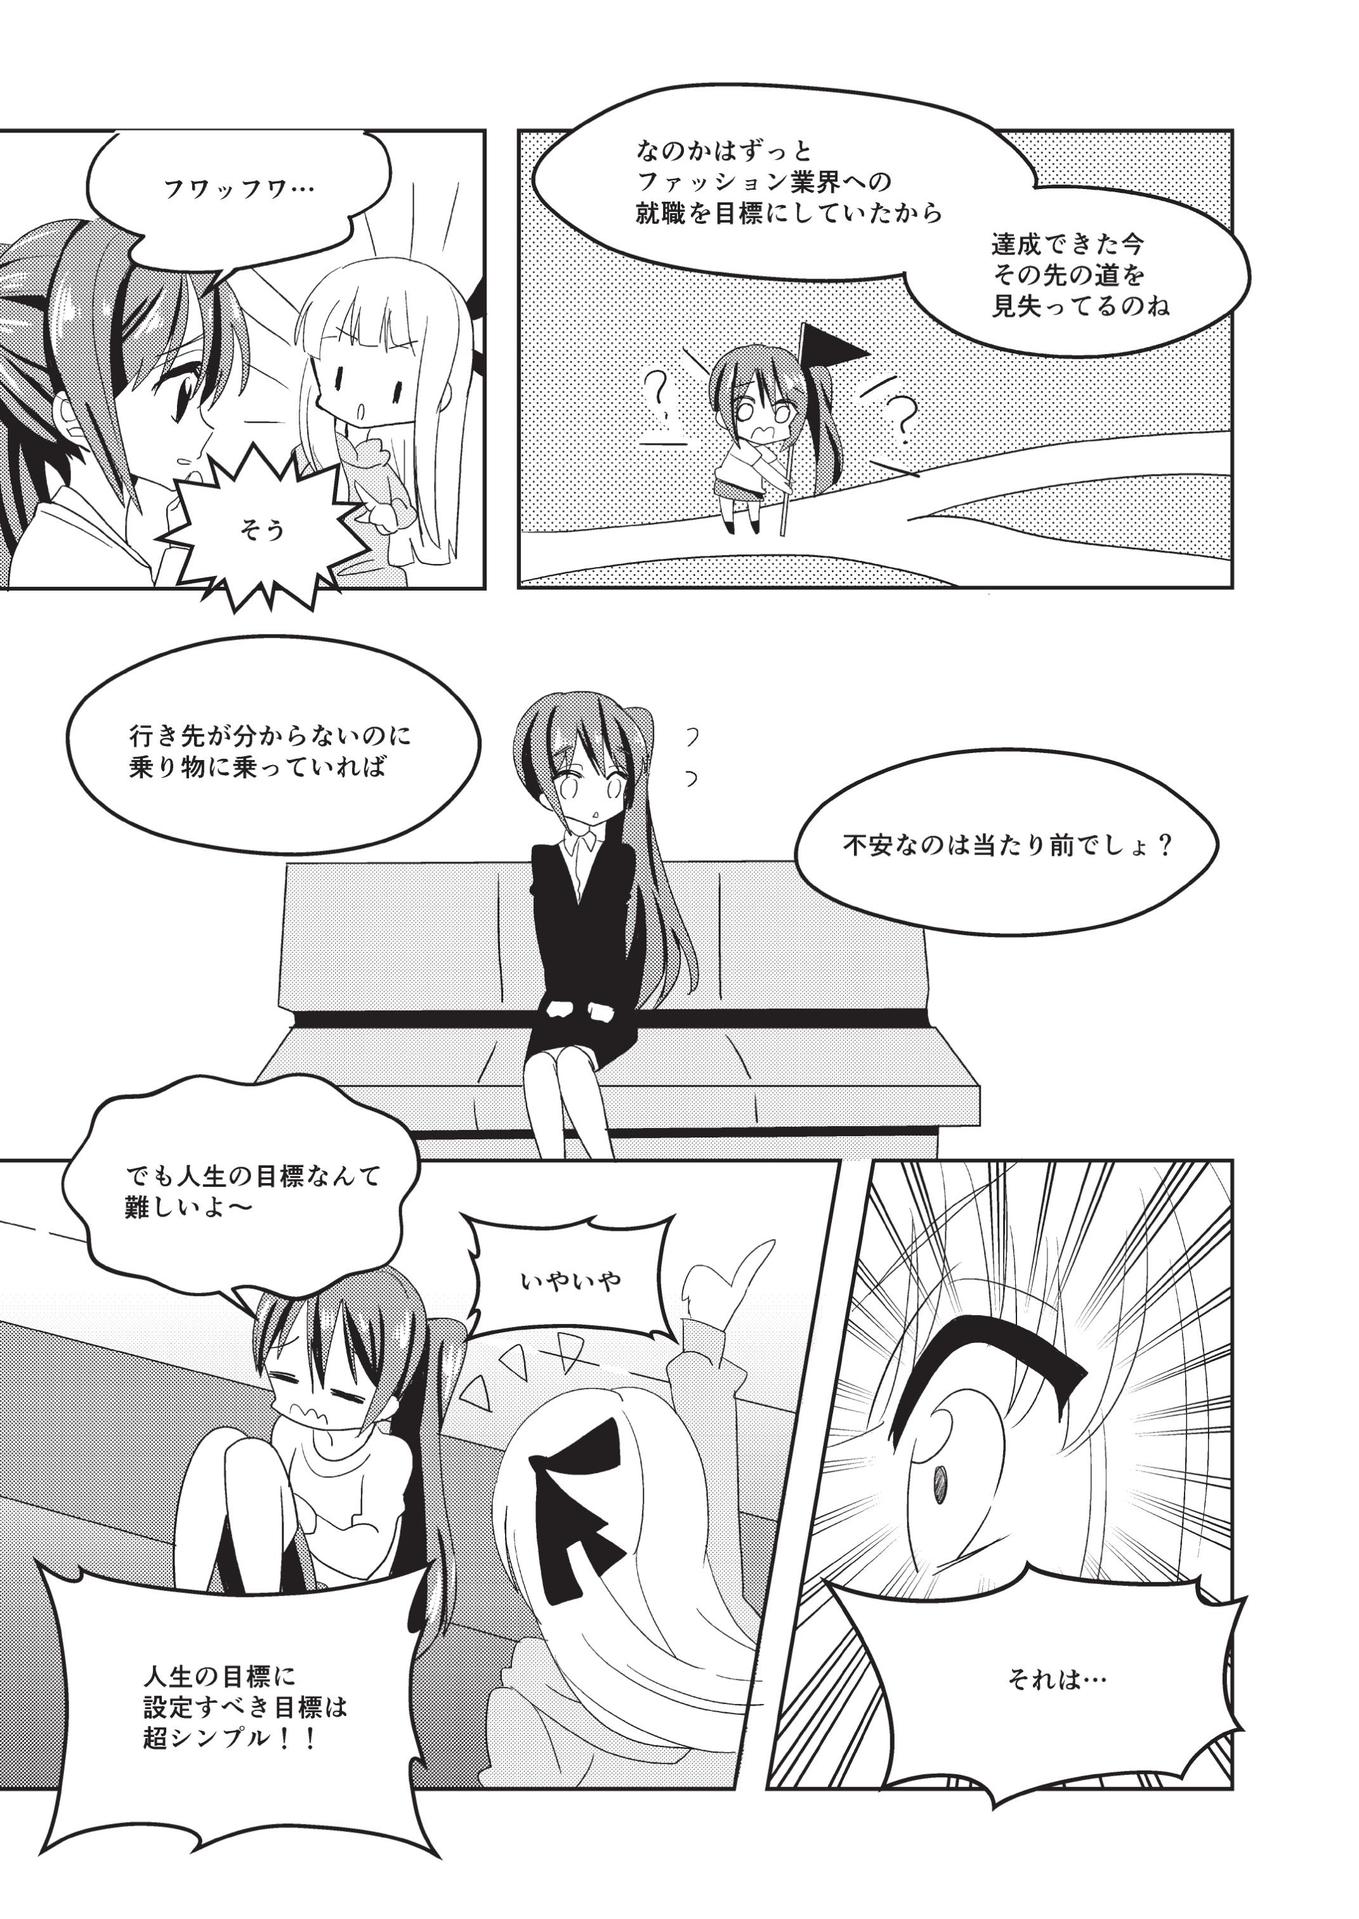 フワッフワ…
そう
なのかはずっと
ファッション業界への
就職を目標にしていたから
達成できた今
その先の道を
見失ってるのね
?
?
行き先が分からないのに
乗り物に乗っていれば
不安なのは当たり前でしょ？
でも人生の目標なんて
難しいよ～
いやいや
人生の目標に
設定すべき目標は
超シンプル！！
それは…